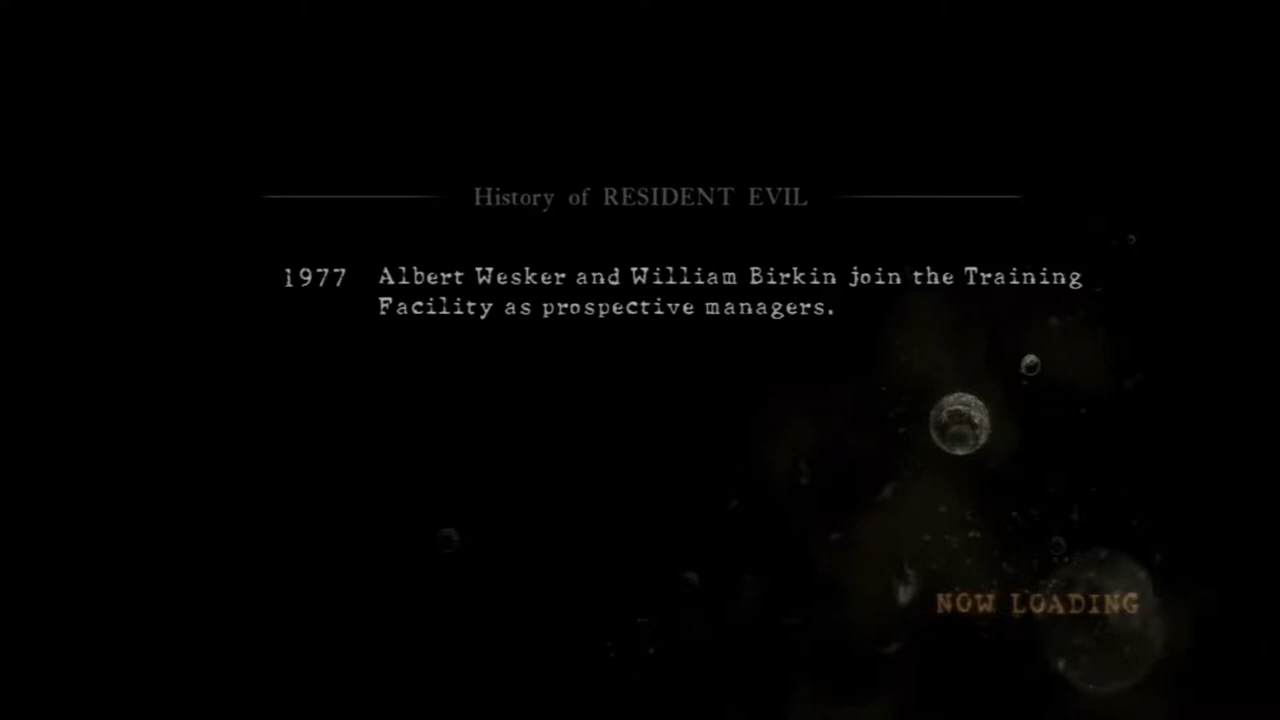 History of RESIDENT EVIL
1977 Albert Wesker and William Birkin join the Training
Facility as prospective managers.
NOW LOADING